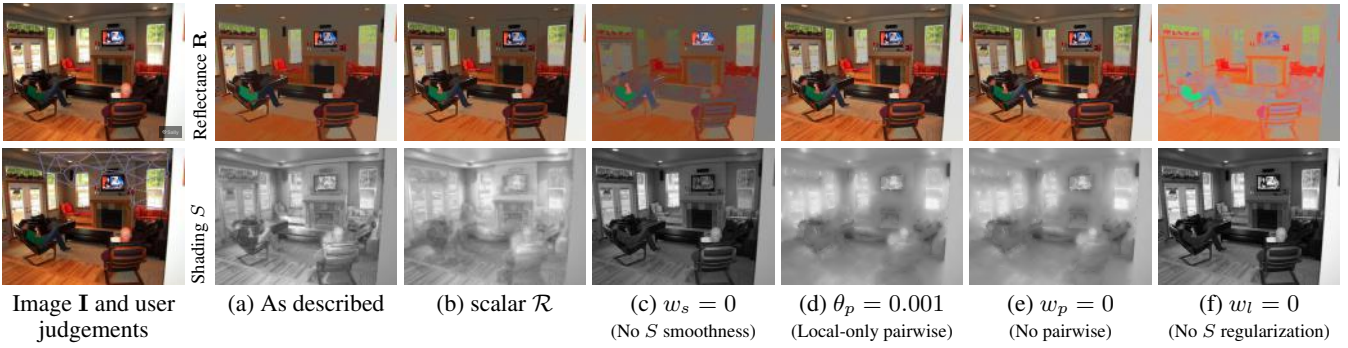 Reflectance R
Shading S
Image I and user
judgements
(a) As described
(b) scalar ℛ
(c) w_s = 0
(No S smoothness)
(d) θ_p = 0.001
(Local-only pairwise)
(e) w_p = 0
(No pairwise)
(f) w_l = 0
(No S regularization)